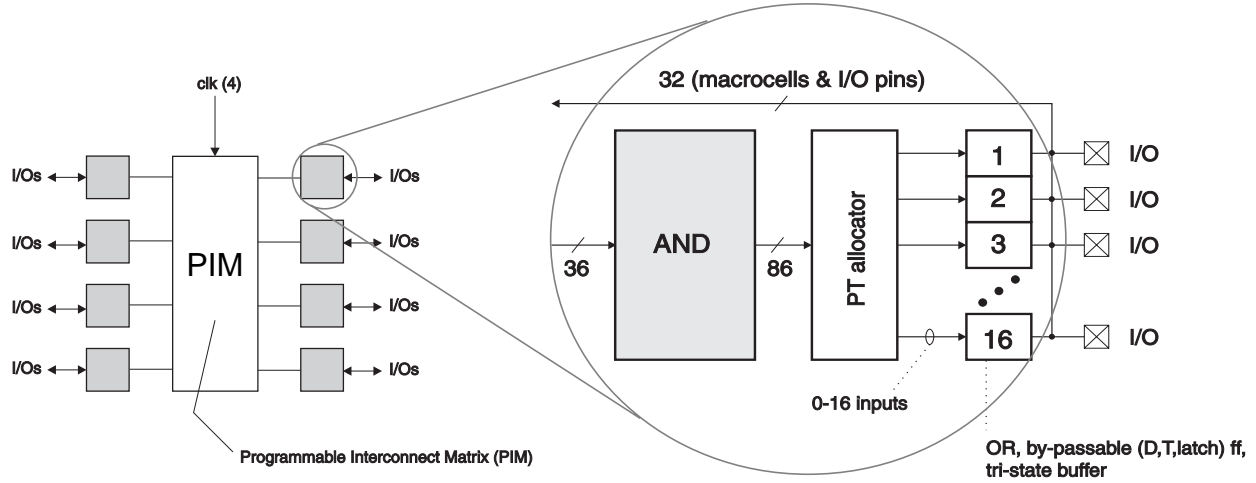 clk (4)
I/Os
I/Os
I/Os
I/Os
PIM
I/Os
I/Os
I/Os
I/Os
Programmable Interconnect Matrix (PIM)
32 (macrocells & I/O pins)
36
AND
86
PT allocator
1
2
3
16
I/O
I/O
I/O
I/O
0-16 inputs
OR, by-passable (D,T,latch) ff,
tri-state buffer